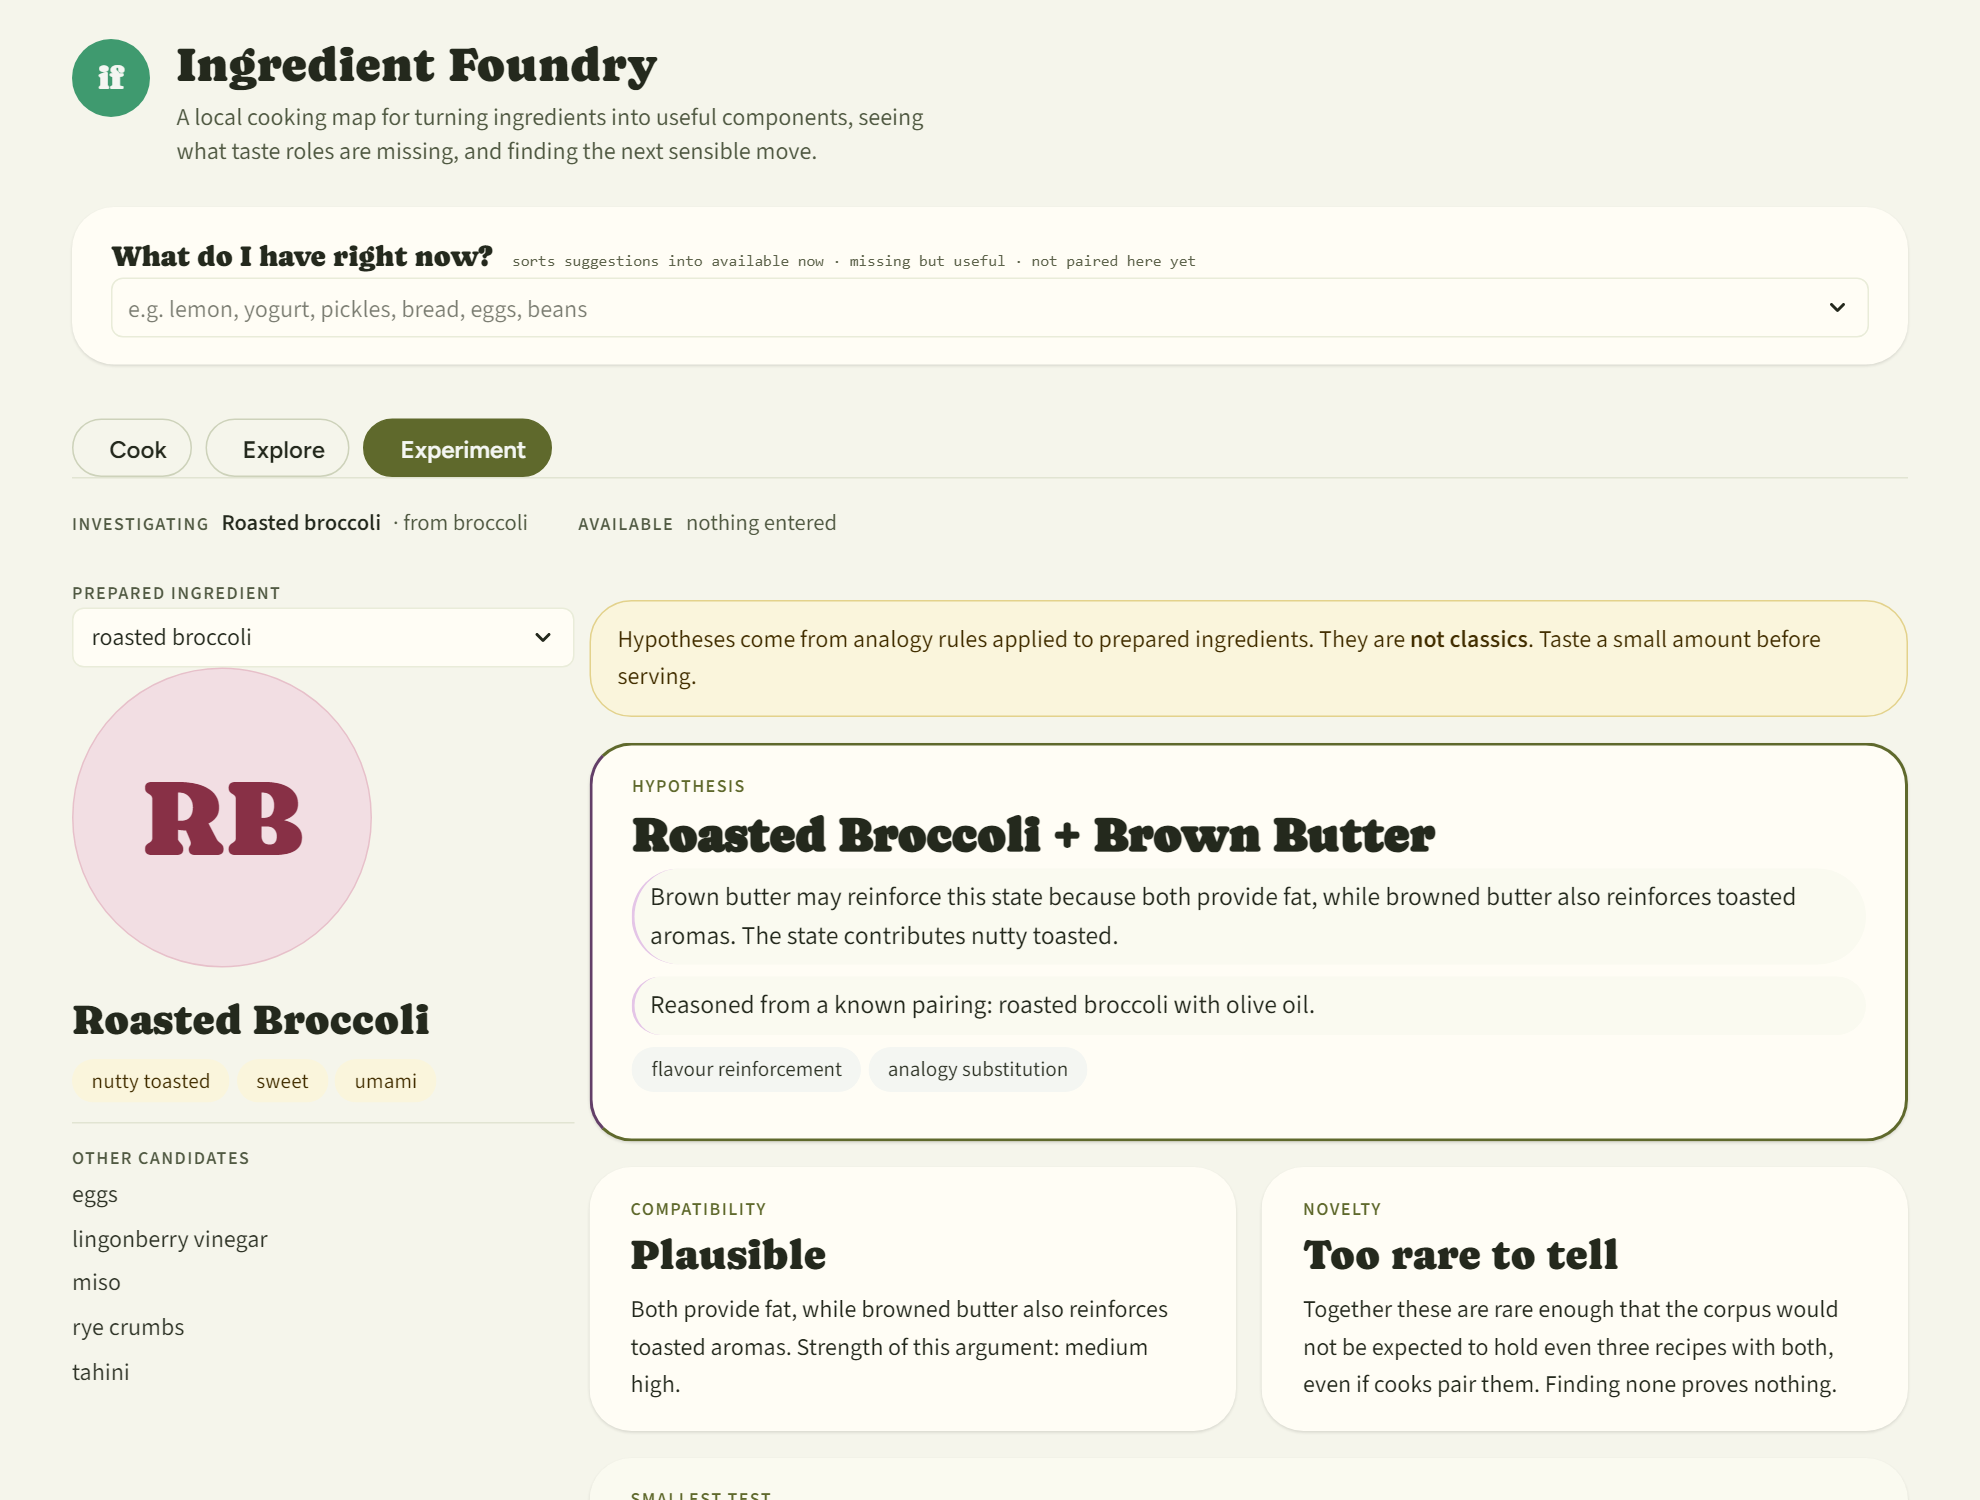 if
Ingredient Foundry
A local cooking map for turning ingredients into useful components, seeing
what taste roles are missing, and finding the next sensible move.
What do I have right now? sorts suggestions into available now · missing but useful · not paired here yet
e.g. lemon, yogurt, pickles, bread, eggs, beans
Cook Explore Experiment
INVESTIGATING Roasted broccoli · from broccoli AVAILABLE nothing entered
PREPARED INGREDIENT
roasted broccoli
RB
Roasted Broccoli
nutty toasted sweet umami
OTHER CANDIDATES
eggs
lingonberry vinegar
miso
rye crumbs
tahini
Hypotheses come from analogy rules applied to prepared ingredients. They are not classics. Taste a small amount before
serving.
HYPOTHESIS
Roasted Broccoli + Brown Butter
Brown butter may reinforce this state because both provide fat, while browned butter also reinforces toasted
aromas. The state contributes nutty toasted.
Reasoned from a known pairing: roasted broccoli with olive oil.
flavour reinforcement analogy substitution
COMPATIBILITY
Plausible
Both provide fat, while browned butter also reinforces
toasted aromas. Strength of this argument: medium
high.
NOVELTY
Too rare to tell
Together these are rare enough that the corpus would
not be expected to hold even three recipes with both,
even if cooks pair them. Finding none proves nothing.
SMALLEST TEST